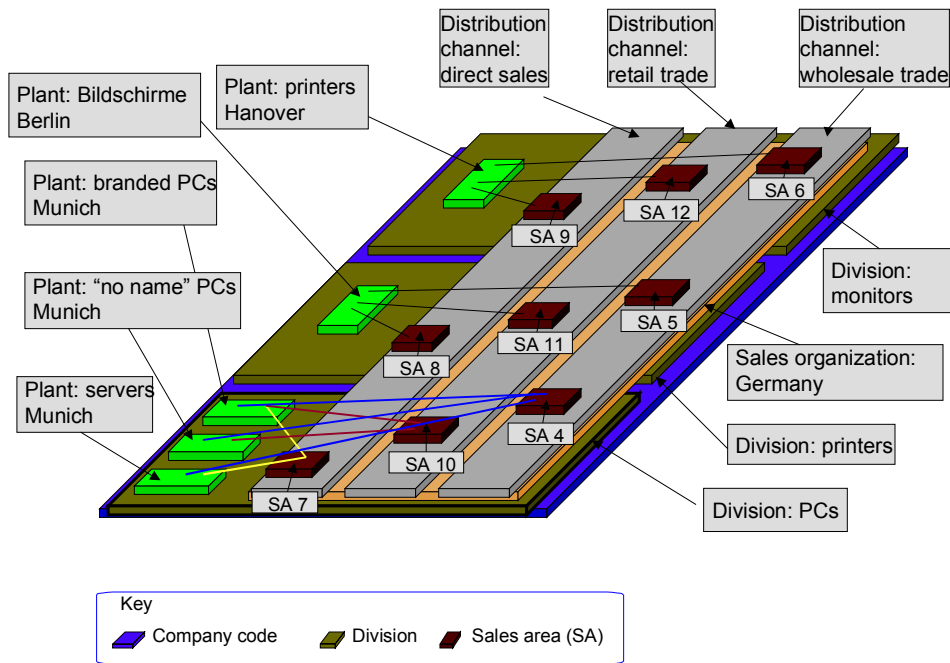 Distribution
channel:
direct sales
Distribution
channel:
retail trade
Distribution
channel:
wholesale trade
Plant: Bildschirme
Berlin
Plant: printers
Hanover
Plant: branded PCs
Munich
Plant: “no name” PCs
Munich
Plant: servers
Munich
SA 6
SA 12
SA 9
SA 5
SA 11
SA 8
SA 4
SA 10
SA 7
Division:
monitors
Sales organization:
Germany
Division: printers
Division: PCs
Key
Company code
Division
Sales area (SA)